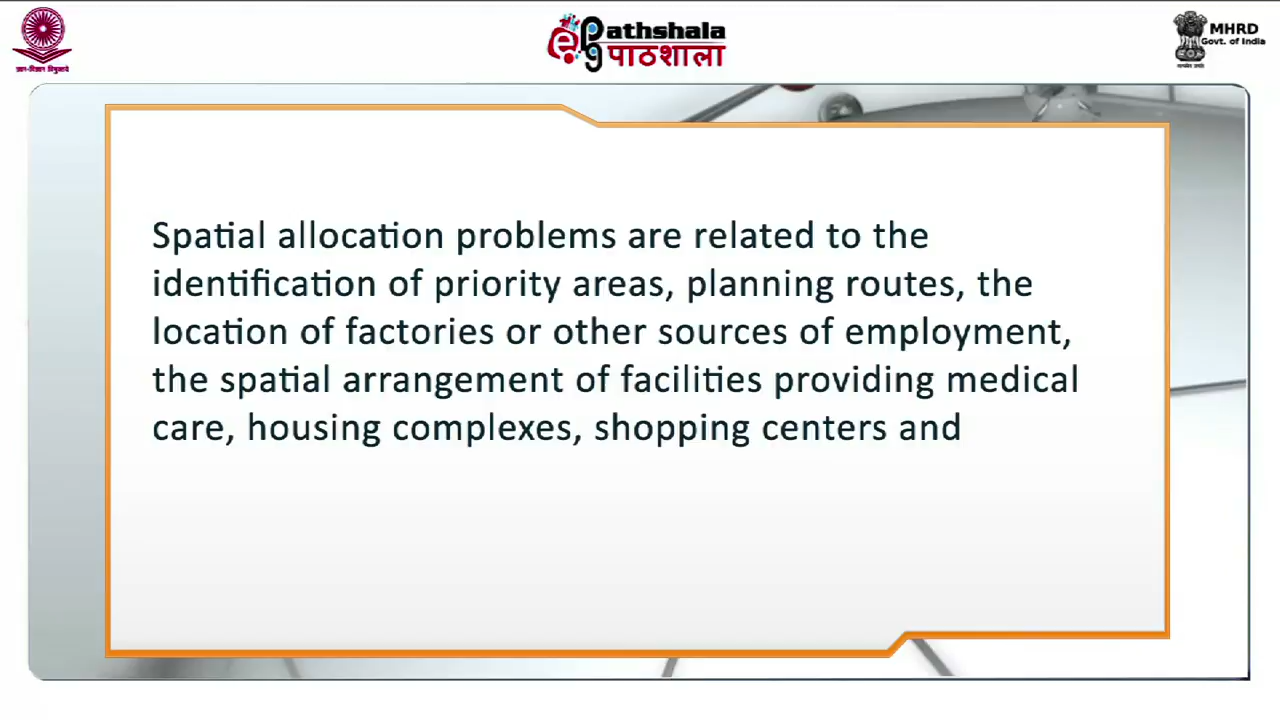 ePathshala
पाठशाला
MHRD
Govt. of India
Spatial allocation problems are related to the
identification of priority areas, planning routes, the
location of factories or other sources of employment,
the spatial arrangement of facilities providing medical
care, housing complexes, shopping centers and